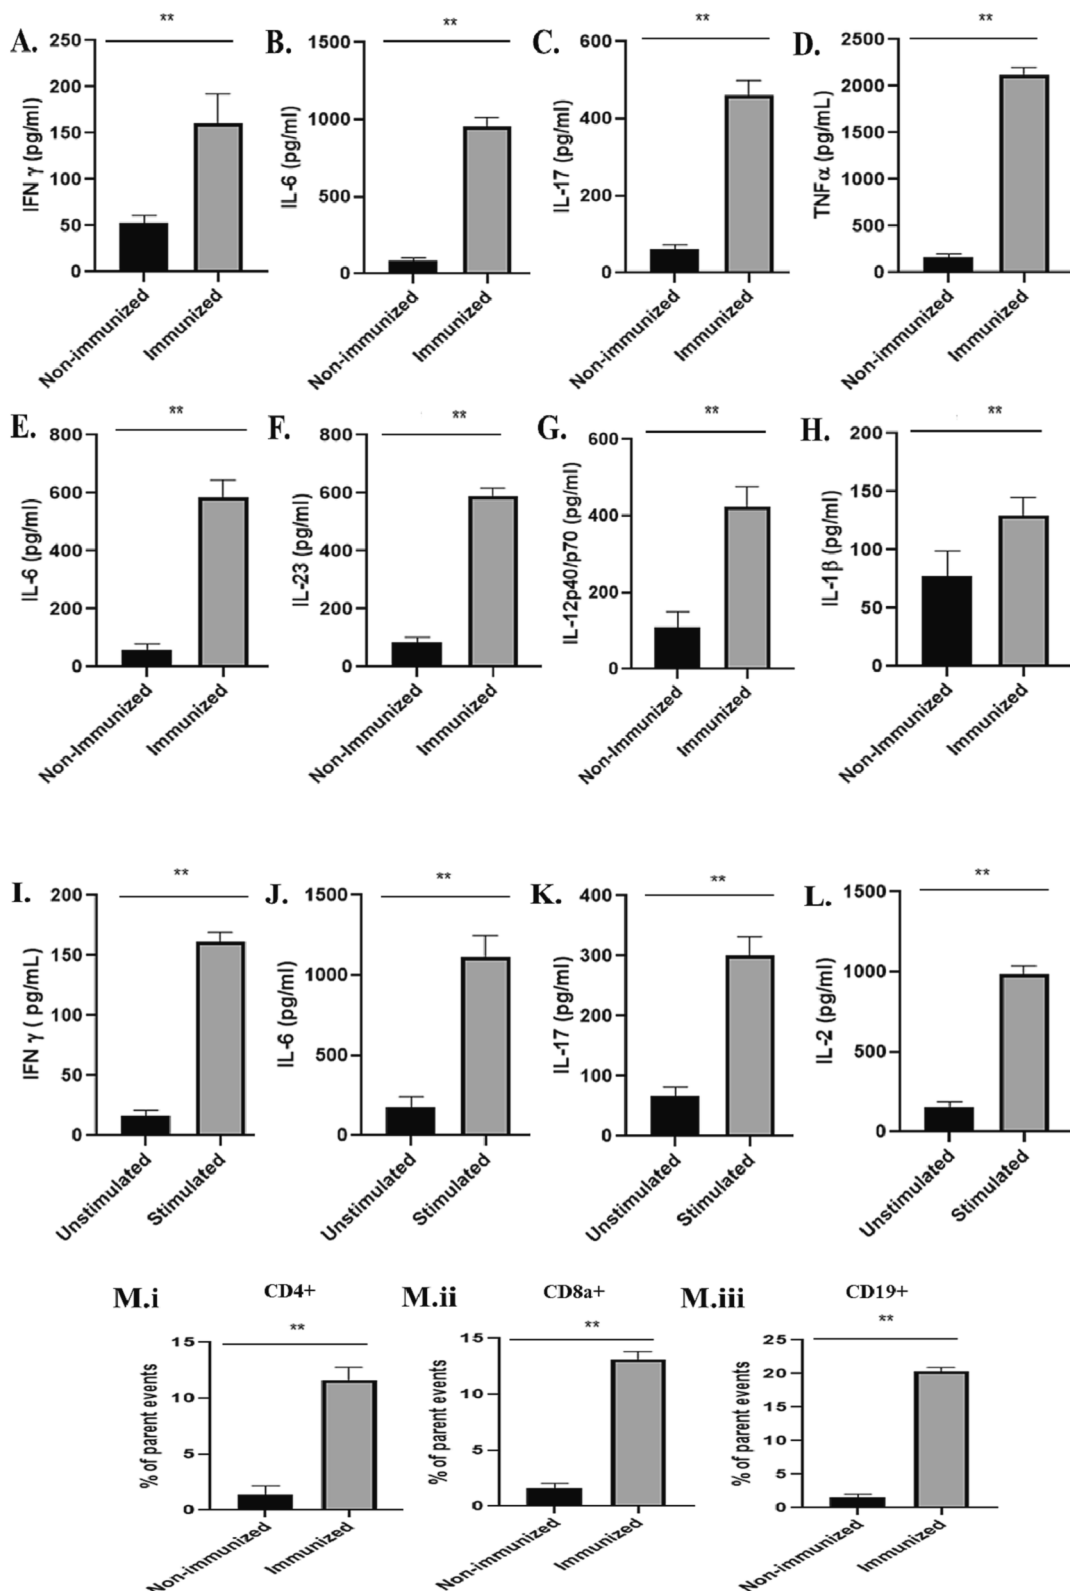 A.
**
IFN γ (pg/ml)
250
200
150
100
50
0
Non-immunized
Immunized
B.
**
IL-6 (pg/ml)
1500
1000
500
0
Non-immunized
Immunized
C.
**
IL-17 (pg/ml)
600
400
200
0
Non-immunized
Immunized
D.
**
TNFα (pg/mL)
2500
2000
1500
1000
500
0
Non-immunized
Immunized
E.
**
IL-6 (pg/ml)
800
600
400
200
0
Non-Immunized
Immunized
F.
**
IL-23 (pg/ml)
800
600
400
200
0
Non-Immunized
Immunized
G.
**
IL-12p40/p70 (pg/ml)
600
400
200
0
Non-Immunized
Immunized
H.
**
IL-1β (pg/ml)
200
150
100
50
0
Non-Immunized
Immunized
I.
**
IFN γ ( pg/mL)
200
150
100
50
0
Unstimulated
Stimulated
J.
**
IL-6 (pg/ml)
1500
1000
500
0
Unstimulated
Stimulated
K.
**
IL-17 (pg/ml)
400
300
200
100
0
Unstimulated
Stimulated
L.
**
IL-2 (pg/ml)
1500
1000
500
0
Unstimulated
Stimulated
M.i
CD4+
**
% of parent events
15
10
5
0
Non-immunized
Immunized
M.ii
CD8a+
**
% of parent events
15
10
5
0
Non-immunized
Immunized
M.iii
CD19+
**
% of parent events
25
20
15
10
5
0
Non-immunized
Immunized